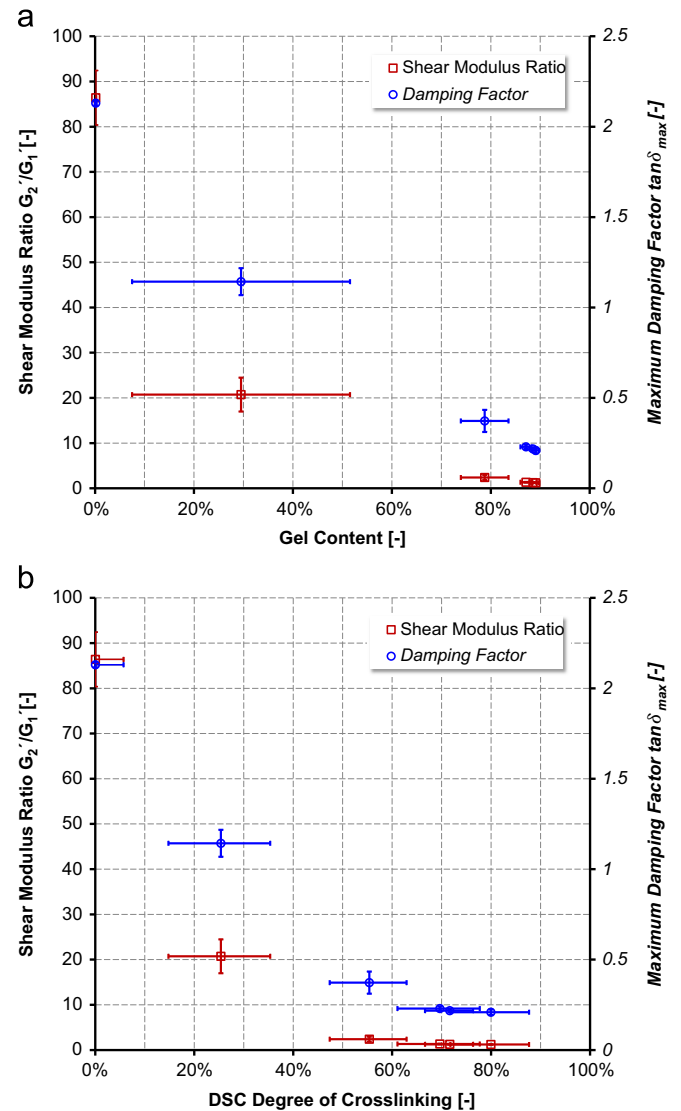 a
100
90
80
70
60
50
40
30
20
10
0
Shear Modulus Ratio G2´/G1´[-]
2.5
2
1.5
1
0.5
0
Maximum Damping Factor tanδ max [-]
Shear Modulus Ratio
Damping Factor
0% 20% 40% 60% 80% 100%
Gel Content [-]
b
100
90
80
70
60
50
40
30
20
10
0
Shear Modulus Ratio G2´/G1´[-]
2.5
2
1.5
1
0.5
0
Maximum Damping Factor tanδ max [-]
Shear Modulus Ratio
Damping Factor
0% 20% 40% 60% 80% 100%
DSC Degree of Crosslinking [-]